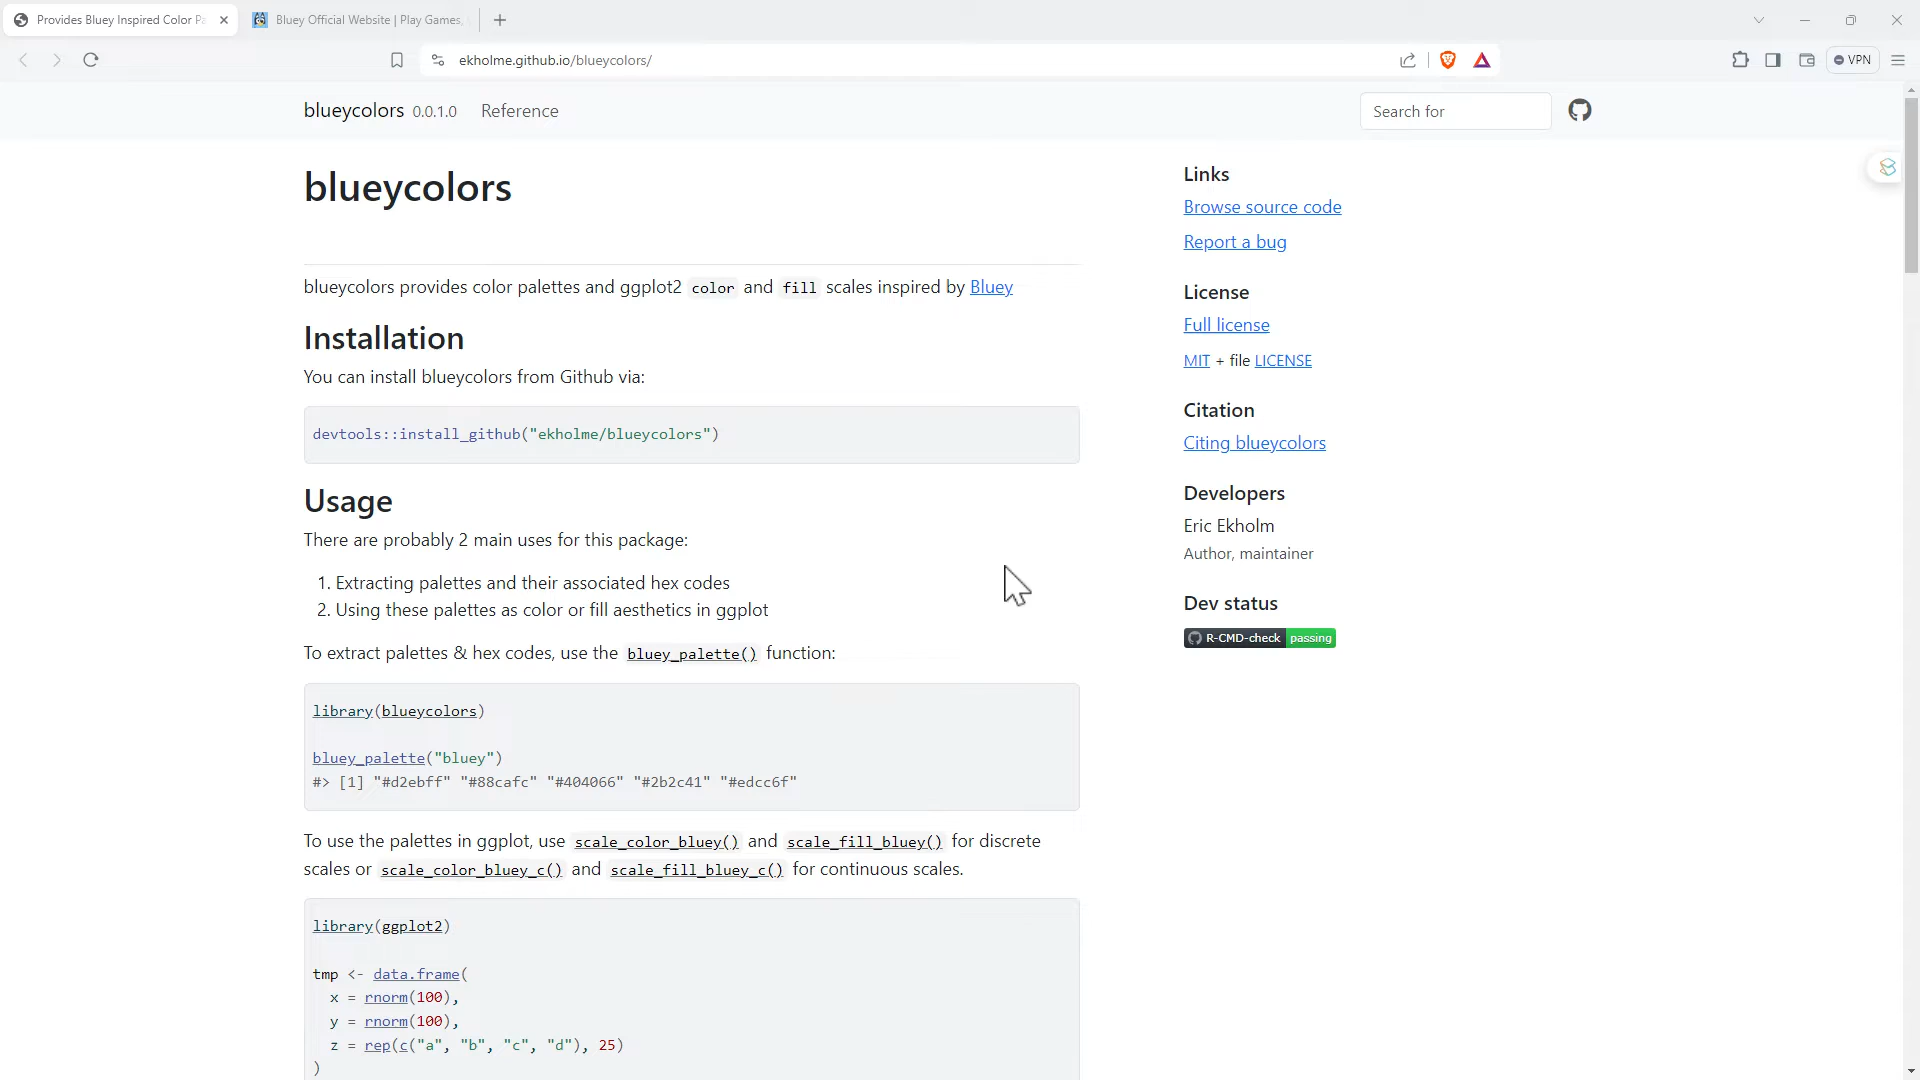 Provides Bluey Inspired Color Pa
Bluey Official Website | Play Games,
ekholme.github.io/blueycolors/
VPN
blueycolors 0.0.1.0 Reference
Search for
blueycolors
blueycolors provides color palettes and ggplot2 color and fill scales inspired by Bluey
Installation
You can install blueycolors from Github via:
devtools::install_github("ekholme/blueycolors")
Usage
There are probably 2 main uses for this package:
1. Extracting palettes and their associated hex codes
2. Using these palettes as color or fill aesthetics in ggplot
To extract palettes & hex codes, use the bluey_palette() function:
library(blueycolors)
bluey_palette("bluey")
#> [1] "#d2ebff" "#88cafc" "#404066" "#2b2c41" "#edcc6f"
To use the palettes in ggplot, use scale_color_bluey() and scale_fill_bluey() for discrete
scales or scale_color_bluey_c() and scale_fill_bluey_c() for continuous scales.
library(ggplot2)
tmp <- data.frame(
x = rnorm(100),
y = rnorm(100),
z = rep(c("a", "b", "c", "d"), 25)
)
Links
Browse source code
Report a bug
License
Full license
MIT + file LICENSE
Citation
Citing blueycolors
Developers
Eric Ekholm
Author, maintainer
Dev status
R-CMD-check passing